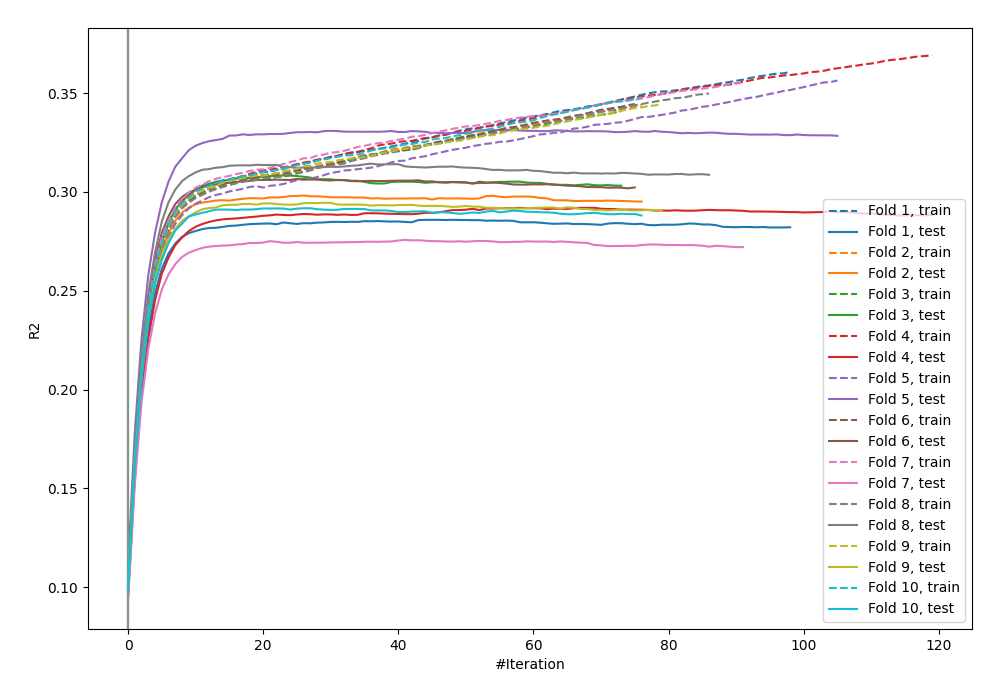 0.35
0.30
0.25
0.20
0.15
0.10
R2
0
20
40
60
80
100
120
#Iteration
Fold 1, train
Fold 1, test
Fold 2, train
Fold 2, test
Fold 3, train
Fold 3, test
Fold 4, train
Fold 4, test
Fold 5, train
Fold 5, test
Fold 6, train
Fold 6, test
Fold 7, train
Fold 7, test
Fold 8, train
Fold 8, test
Fold 9, train
Fold 9, test
Fold 10, train
Fold 10, test